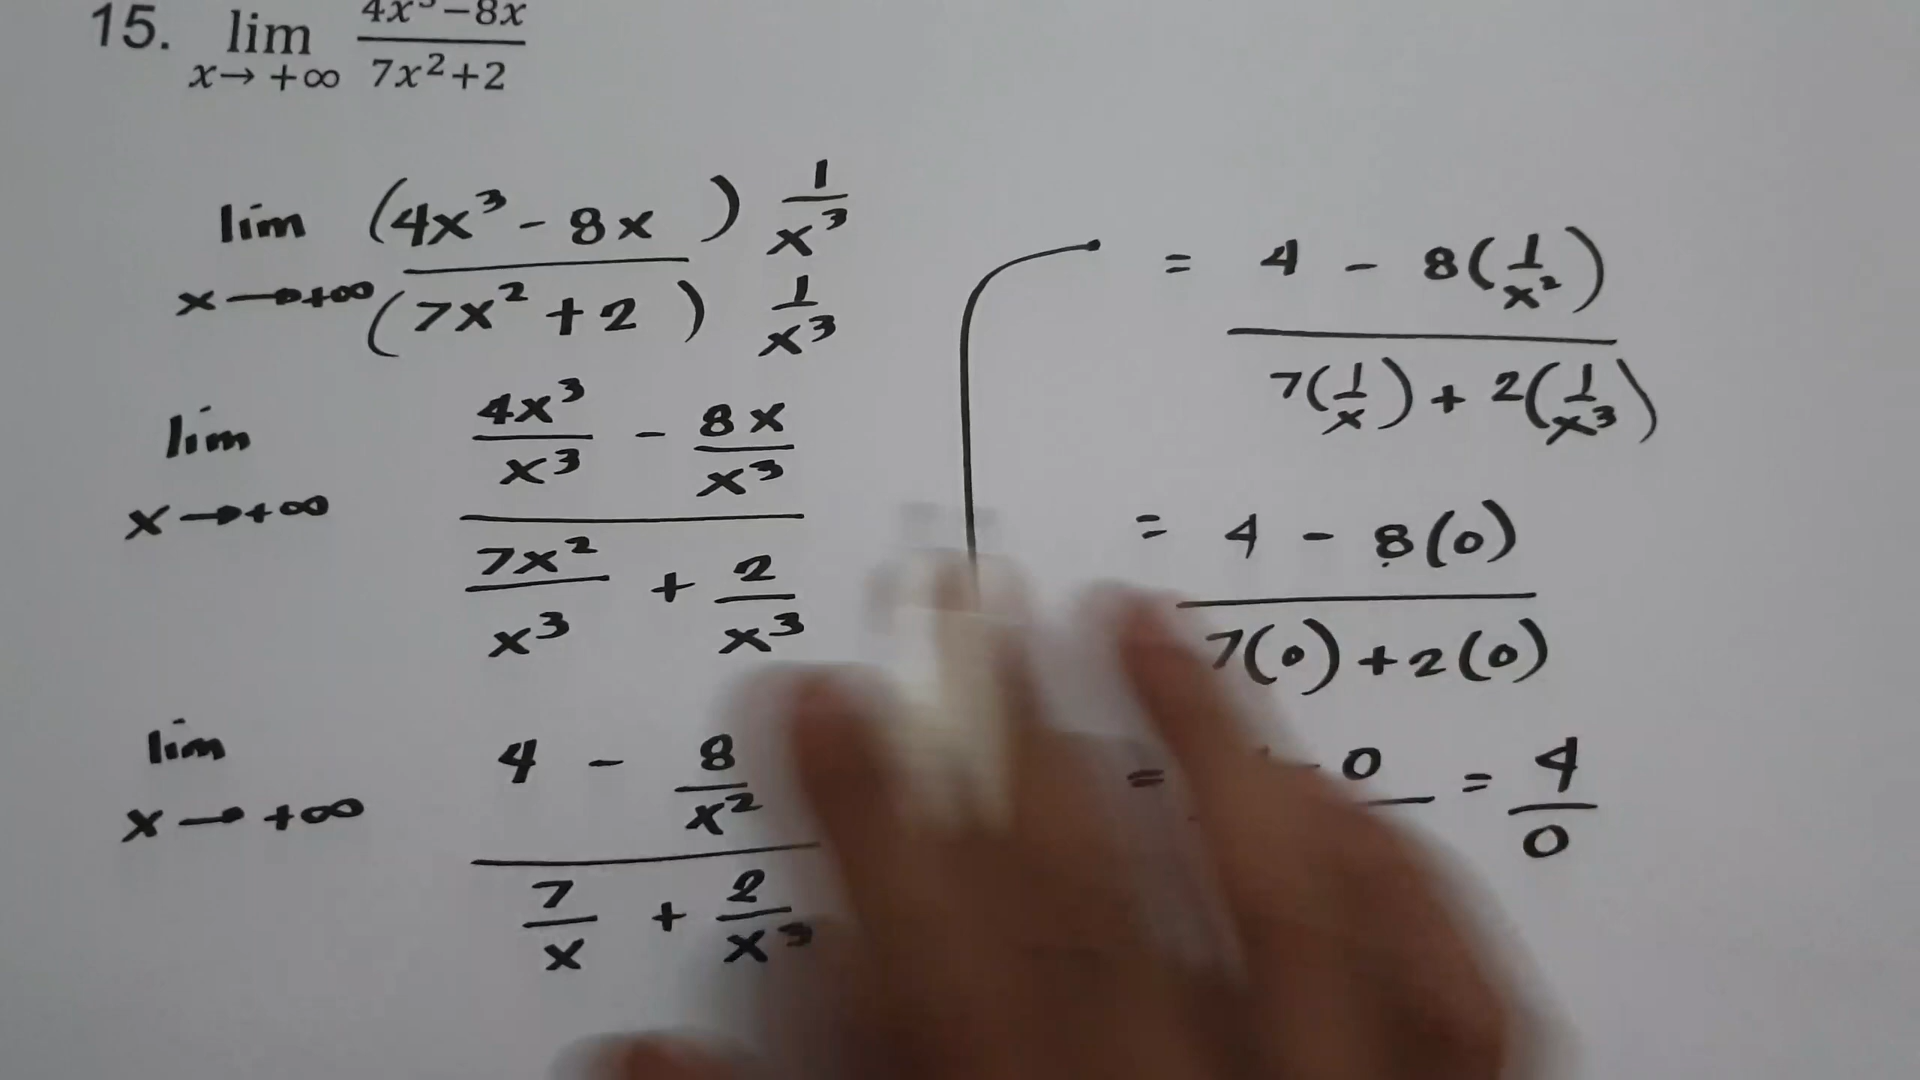 15. lim 4x³−8x
x→ +∞ 7x²+2
lim (4x³ - 8x) 1/x³
x→+∞ (7x² + 2) 1/x³
lim 4x³/x³ - 8x/x³
x→+∞ 7x²/x³ + 2/x³
lim 4 - 8/x²
x→+∞ 7/x + 2/x³
= 4 - 8(1/x²)
7(1/x) + 2(1/x³)
= 4 - 8(0)
7(0) + 2(0)
= - 0 = 4/0